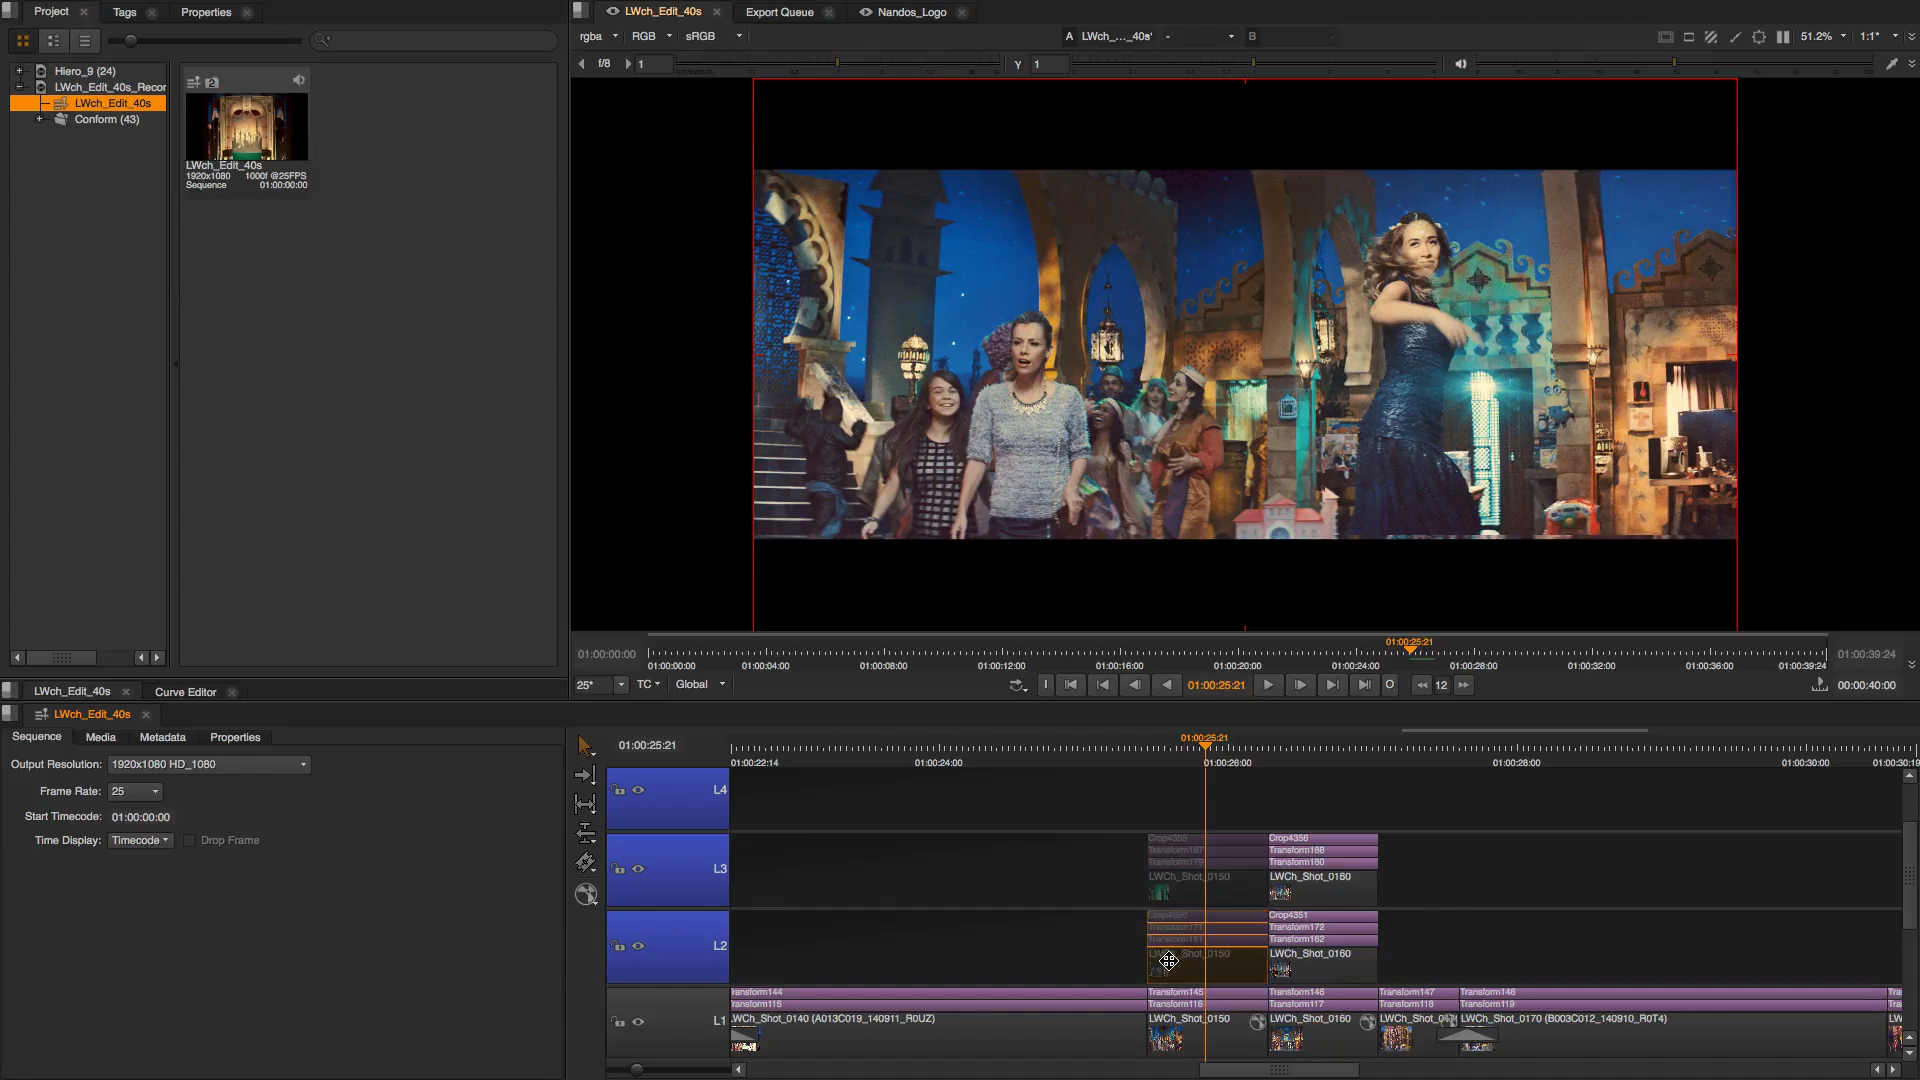 Project
Tags
Properties
LWch_Edit_40s
Export Queue
Nandos_Logo
rgba
RGB
sRGB
A LWch_..._40s' -
B
51.2%
1:1*
f/8
1
γ 1
Hiero_9 (24)
LWch_Edit_40s_Recor
LWch_Edit_40s
Conform (43)
2
LWch_Edit_40s
1920x1080 1000f @25FPS
Sequence 01:00:00:00
01:00:25:21
01:00:00:00
01:00:39:24
01:00:00:00 01:00:04:00 01:00:08:00 01:00:12:00 01:00:16:00 01:00:20:00 01:00:24:00 01:00:28:00 01:00:32:00 01:00:36:00 01:00:39:24
25* TC Global
I
01:00:25:21
O
12
00:00:40:00
LWch_Edit_40s
Curve Editor
LWch_Edit_40s
Sequence
Media
Metadata
Properties
Output Resolution: 1920x1080 HD_1080
Frame Rate: 25
Start Timecode: 01:00:00:00
Time Display: Timecode
Drop Frame
01:00:25:21
01:00:25:21
01:00:22:14 01:00:24:00 01:00:26:00 01:00:28:00 01:00:30:00 01:00:30:19
L4
L3
Crop4355 Crop4356
Transform187 Transform188
Transform179 Transform180
LWCh_Shot_0150 LWCh_Shot_0160
L2
Crop4351
Transform172
Transform162
LWCh_Shot_0150 LWCh_Shot_0160
L1
ransform144 Transform145 Transform146 Transform147 Transform148 Tra
ransform115 Transform116 Transform117 Transform118 Transform119 Tra
LWCh_Shot_0140 (A013C019_140911_R0UZ) LWCh_Shot_0150 LWCh_Shot_0160 LWCh_Shot_0170 (B003C012_140910_R0T4) LW